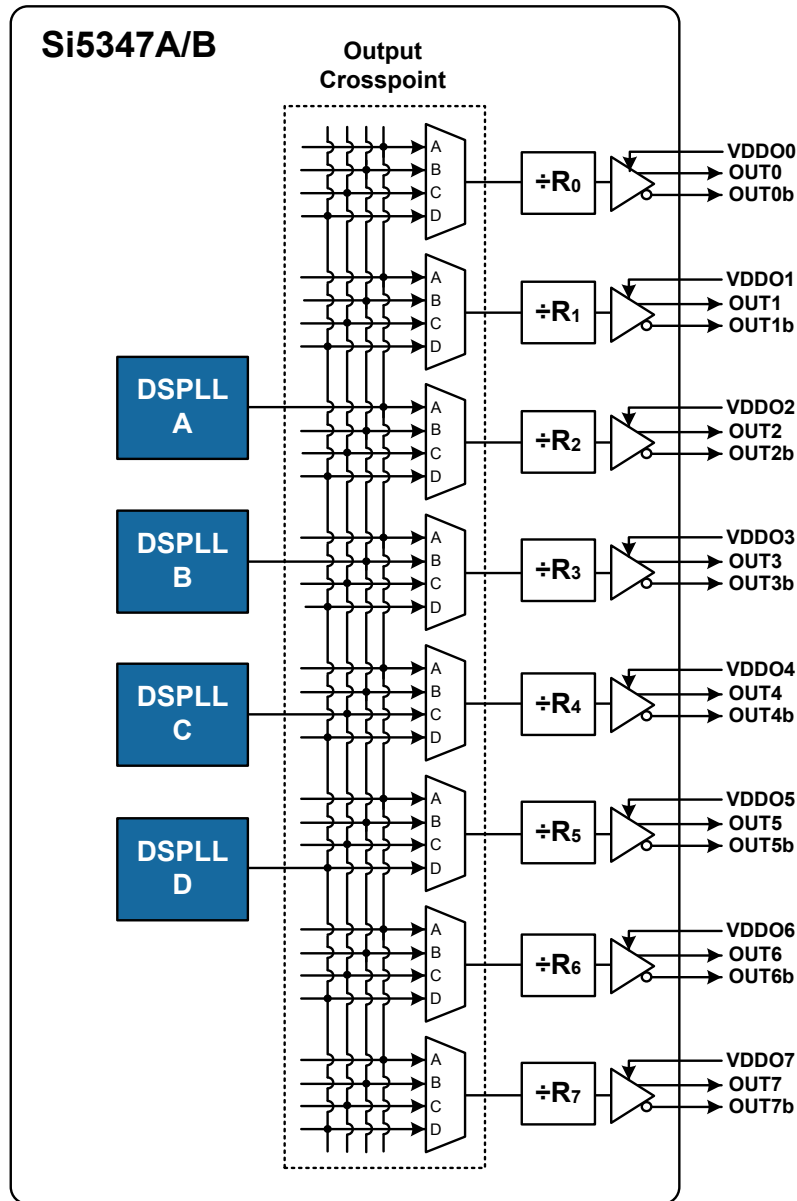 Si5347A/B
Output
Crosspoint
A
B
C
D
÷R0
VDDO0
OUT0
OUT0b
A
B
C
D
÷R1
VDDO1
OUT1
OUT1b
DSPLL
A
A
B
C
D
÷R2
VDDO2
OUT2
OUT2b
DSPLL
B
A
B
C
D
÷R3
VDDO3
OUT3
OUT3b
DSPLL
C
A
B
C
D
÷R4
VDDO4
OUT4
OUT4b
DSPLL
D
A
B
C
D
÷R5
VDDO5
OUT5
OUT5b
A
B
C
D
÷R6
VDDO6
OUT6
OUT6b
A
B
C
D
÷R7
VDDO7
OUT7
OUT7b